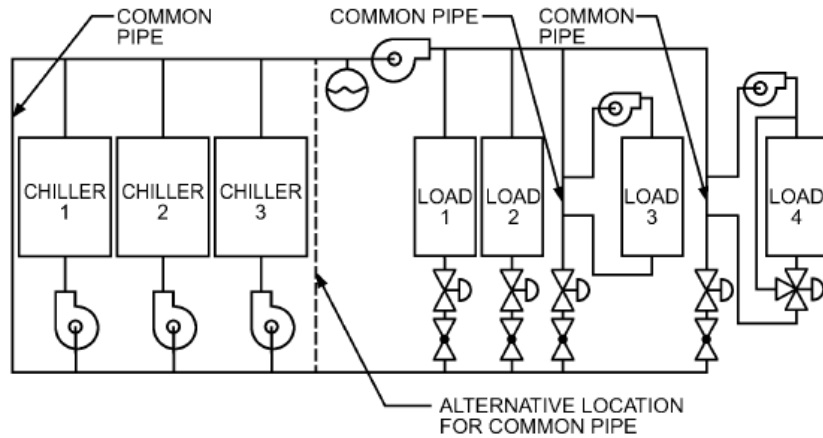 COMMON
PIPE
COMMON PIPE
COMMON
PIPE
CHILLER
1
CHILLER
2
CHILLER
3
LOAD
1
LOAD
2
LOAD
3
LOAD
4
ALTERNATIVE LOCATION
FOR COMMON PIPE